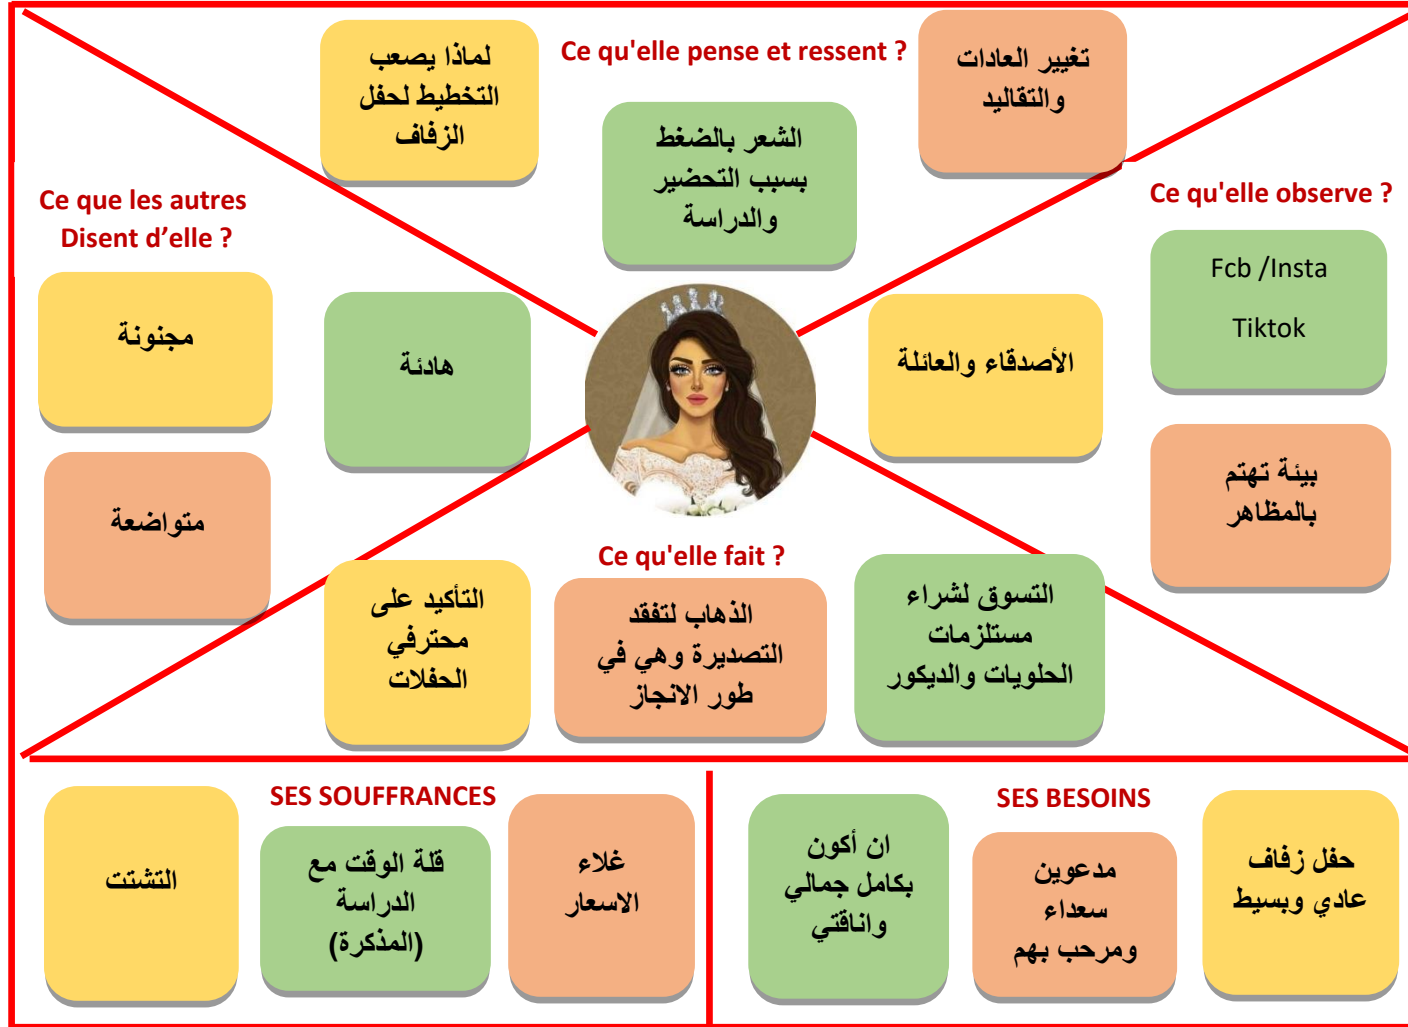 Ce qu'elle pense et ressent ?
لماذا يصعب
التخطيط لحفل
الزفاف
الشعر بالضغط
بسبب التحضير
والدراسة
تغيير العادات
والتقاليد
Ce que les autres
Disent d’elle ?
مجنونة
هادئة
متواضعة
Ce qu'elle observe ?
Fcb /Insta
Tiktok
الأصدقاء والعائلة
بيئة تهتم
بالمظاهر
Ce qu'elle fait ?
التأكيد على
محترفي
الحفلات
الذهاب لتفقد
التصديرة وهي في
طور الانجاز
التسوق لشراء
مستلزمات
الحلويات والديكور
SES SOUFFRANCES
التشتت
قلة الوقت مع
الدراسة
(المذكرة)
غلاء
الاسعار
SES BESOINS
ان أكون
بكامل جمالي
واناقتي
مدعوين
سعداء
ومرحب بهم
حفل زفاف
عادي وبسيط